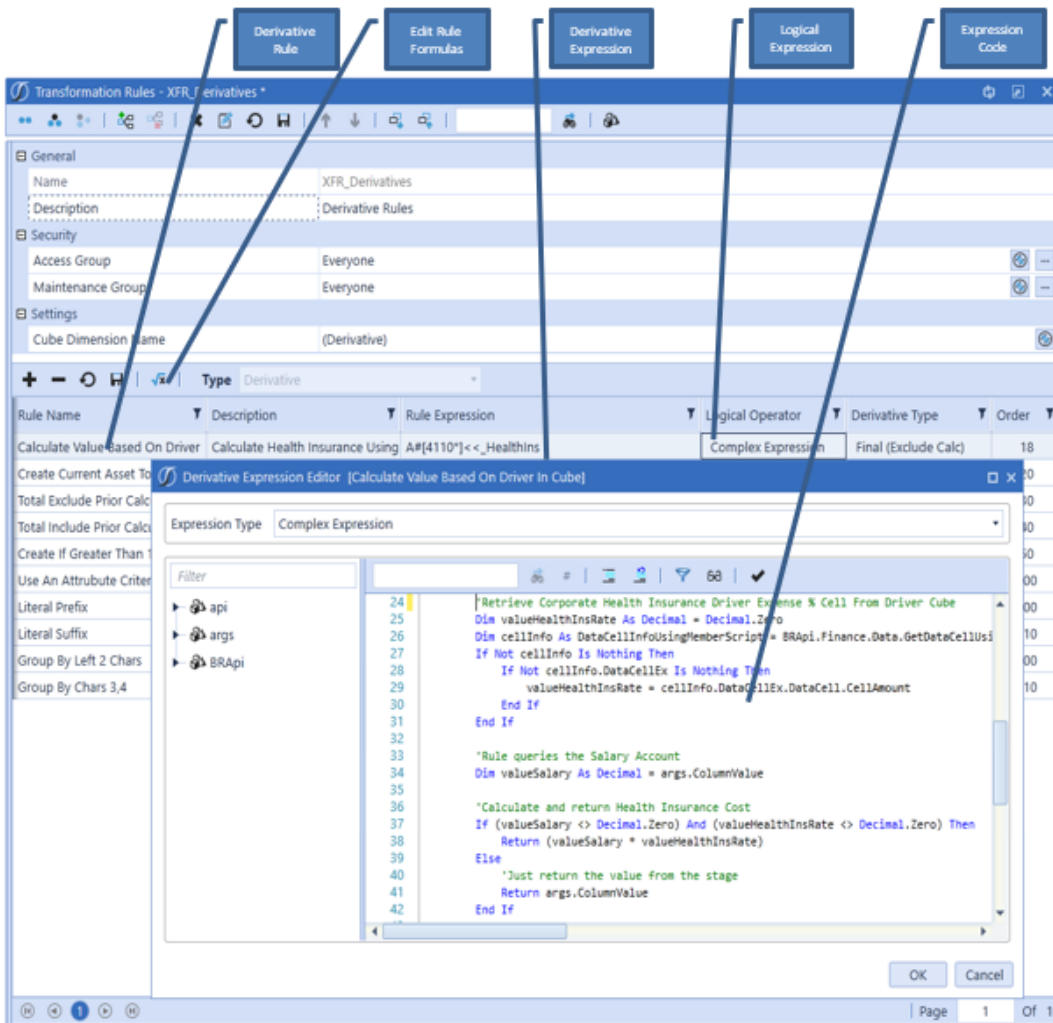 Derivative
Rule
Edit Rule
Formulas
Derivative
Expression
Logical
Expression
Expression
Code
Transformation Rules - XFR_Derivatives *
General
Name XFR_Derivatives
Description Derivative Rules
Security
Access Group Everyone
Maintenance Group Everyone
Settings
Cube Dimension Name (Derivative)
Type Derivative
Rule Name Description Rule Expression Logical Operator Derivative Type Order
Calculate Value Based On Driver Calculate Health Insurance Using A#[4110*]<<_HealthIns Complex Expression Final (Exclude Calc) 18
Create Current Asset To 20
Derivative Expression Editor [Calculate Value Based On Driver In Cube]
Total Exclude Prior Calc 30
Total Include Prior Calcu 40
Expression Type Complex Expression
Create If Greater Than 1 50
Use An Attrubute Criter 00
Filter
Literal Prefix 00
Literal Suffix 10
Group By Left 2 Chars 00
Group By Chars 3,4 10
api
args
BRApi
24 'Retrieve Corporate Health Insurance Driver Expense % Cell From Driver Cube
25 Dim valueHealthInsRate As Decimal = Decimal.Zero
26 Dim cellInfo As DataCellInfoUsingMemberScript = BRApi.Finance.Data.GetDataCellUsi
27 If Not cellInfo Is Nothing Then
28 If Not cellInfo.DataCellEx Is Nothing Then
29 valueHealthInsRate = cellInfo.DataCellEx.DataCell.CellAmount
30 End If
31 End If
32
33 'Rule queries the Salary Account
34 Dim valueSalary As Decimal = args.ColumnValue
35
36 'Calculate and return Health Insurance Cost
37 If (valueSalary <> Decimal.Zero) And (valueHealthInsRate <> Decimal.Zero) Then
38 Return (valueSalary * valueHealthInsRate)
39 Else
40 'Just return the value from the stage
41 Return args.ColumnValue
42 End If
OK Cancel
1 Page 1 Of 1